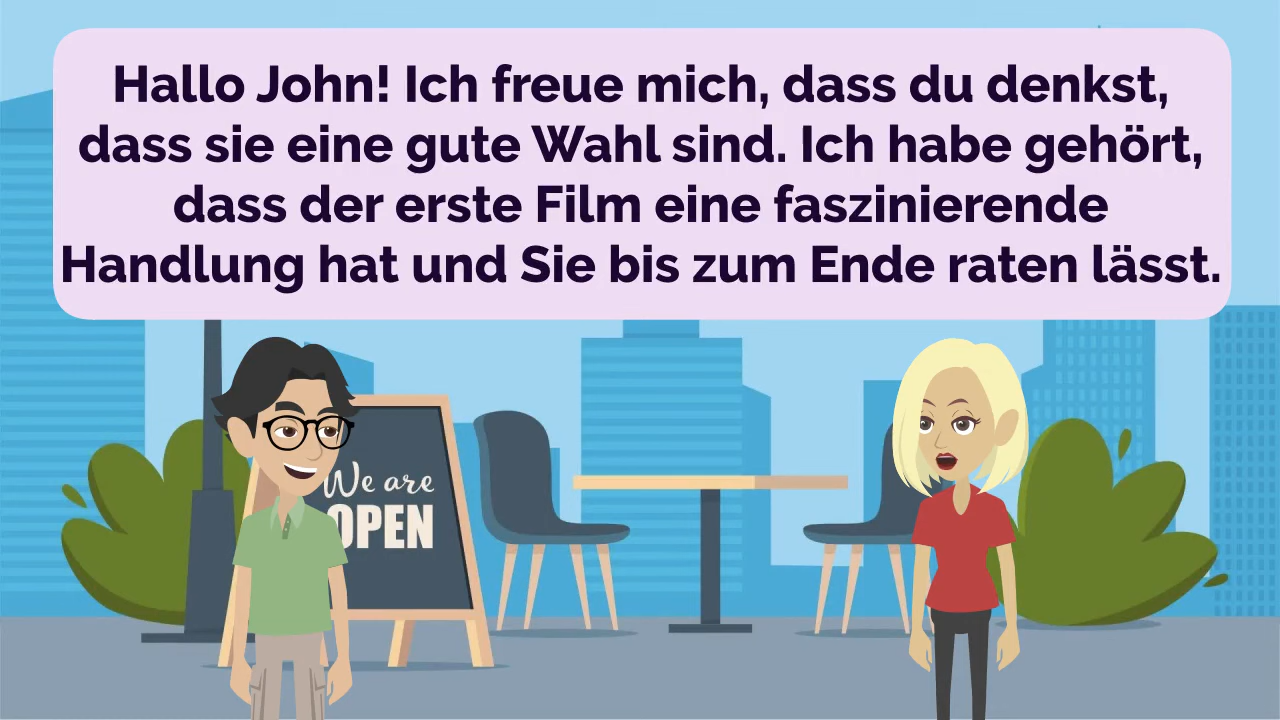 Hallo John! Ich freue mich, dass du denkst,
dass sie eine gute Wahl sind. Ich habe gehört,
dass der erste Film eine faszinierende
Handlung hat und Sie bis zum Ende raten lässt.
We are
OPEN